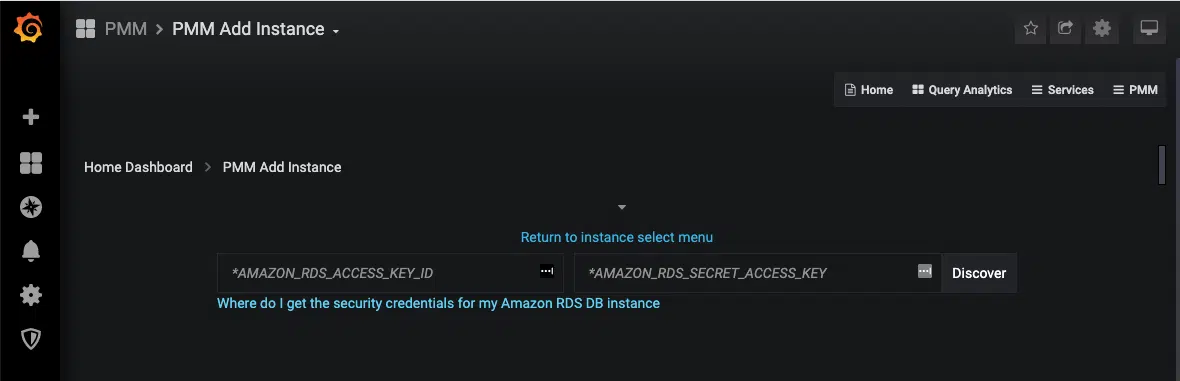 PMM > PMM Add Instance
Home Query Analytics Services PMM
Home Dashboard > PMM Add Instance
Return to instance select menu
*AMAZON_RDS_ACCESS_KEY_ID *AMAZON_RDS_SECRET_ACCESS_KEY Discover
Where do I get the security credentials for my Amazon RDS DB instance